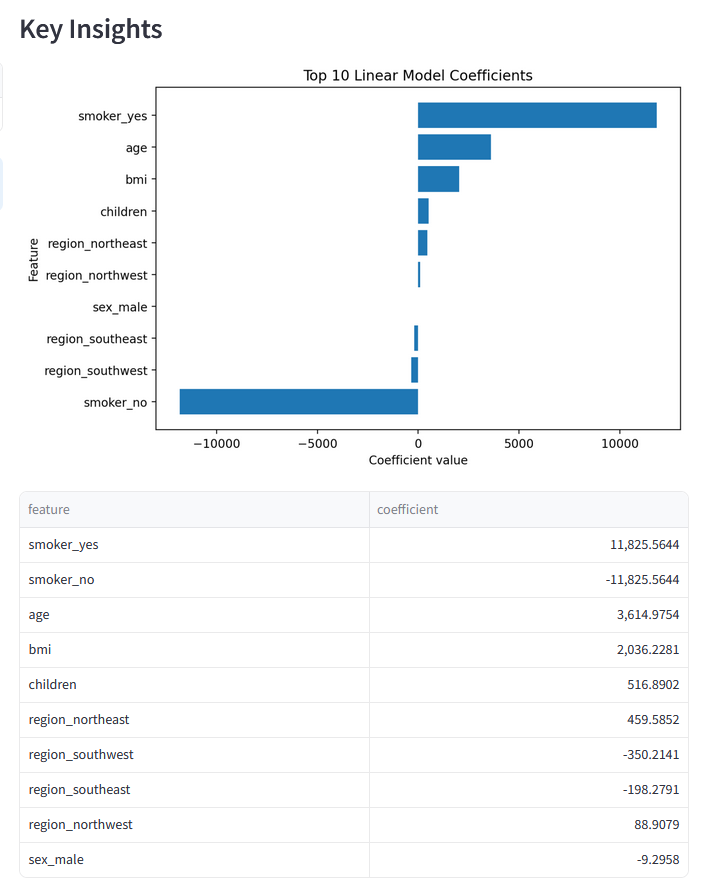 Key Insights
Top 10 Linear Model Coefficients
Feature
smoker_yes
age
bmi
children
region_northeast
region_northwest
sex_male
region_southeast
region_southwest
smoker_no
−10000 −5000 0 5000 10000
Coefficient value
feature coefficient
smoker_yes 11,825.5644
smoker_no -11,825.5644
age 3,614.9754
bmi 2,036.2281
children 516.8902
region_northeast 459.5852
region_southwest -350.2141
region_southeast -198.2791
region_northwest 88.9079
sex_male -9.2958